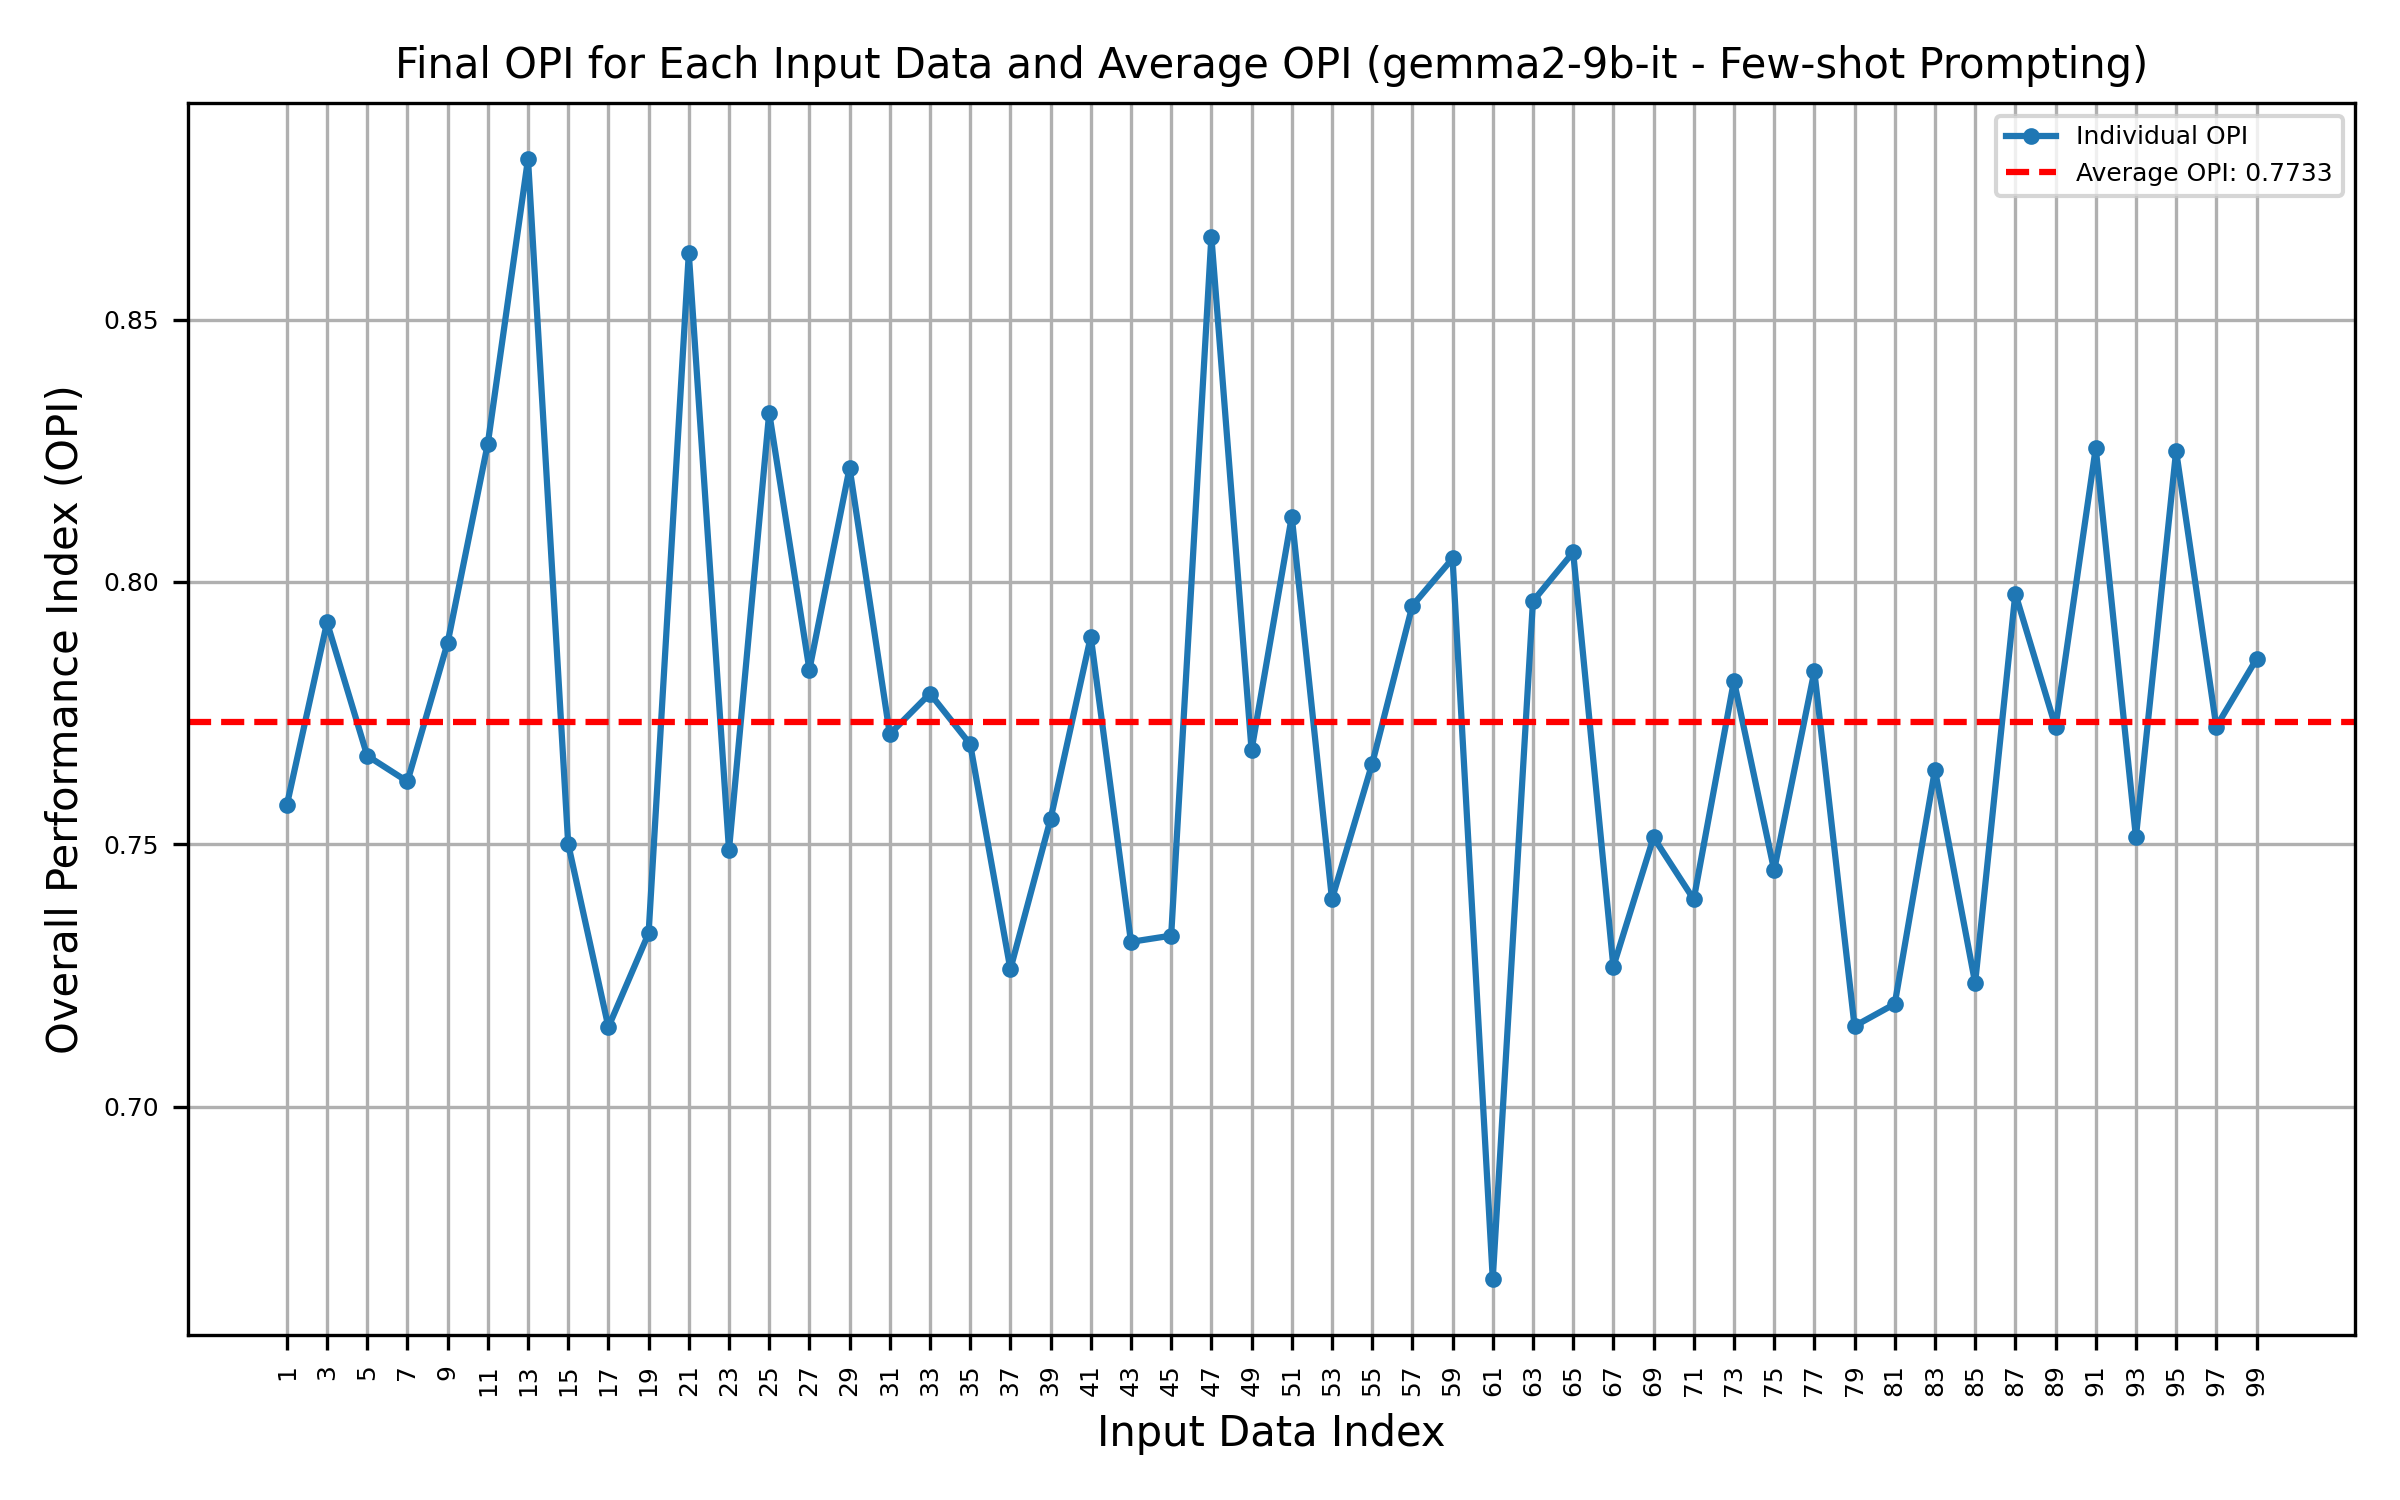 Final OPI for Each Input Data and Average OPI (gemma2-9b-it - Few-shot Prompting)
Individual OPI
Average OPI: 0.7733
Overall Performance Index (OPI)
0.85
0.80
0.75
0.70
1 3 5 7 9 11 13 15 17 19 21 23 25 27 29 31 33 35 37 39 41 43 45 47 49 51 53 55 57 59 61 63 65 67 69 71 73 75 77 79 81 83 85 87 89 91 93 95 97 99
Input Data Index